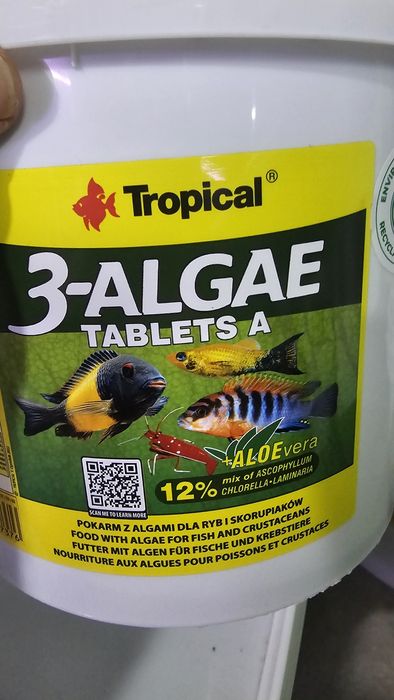 Tropical®
3-ALGAE
TABLETS A
+ALOEvera
12% mix of ASCOPHYLLUM
CHLORELLA • LAMINARIA
SCAN ME TO LEARN MORE
POKARM Z ALGAMI DLA RYB I SKORUPIAKÓW
FOOD WITH ALGAE FOR FISH AND CRUSTACEANS
FUTTER MIT ALGEN FÜR FISCHE UND KREBSTIERE
NOURRITURE AUX ALGUES POUR POISSONS ET CRUSTACES